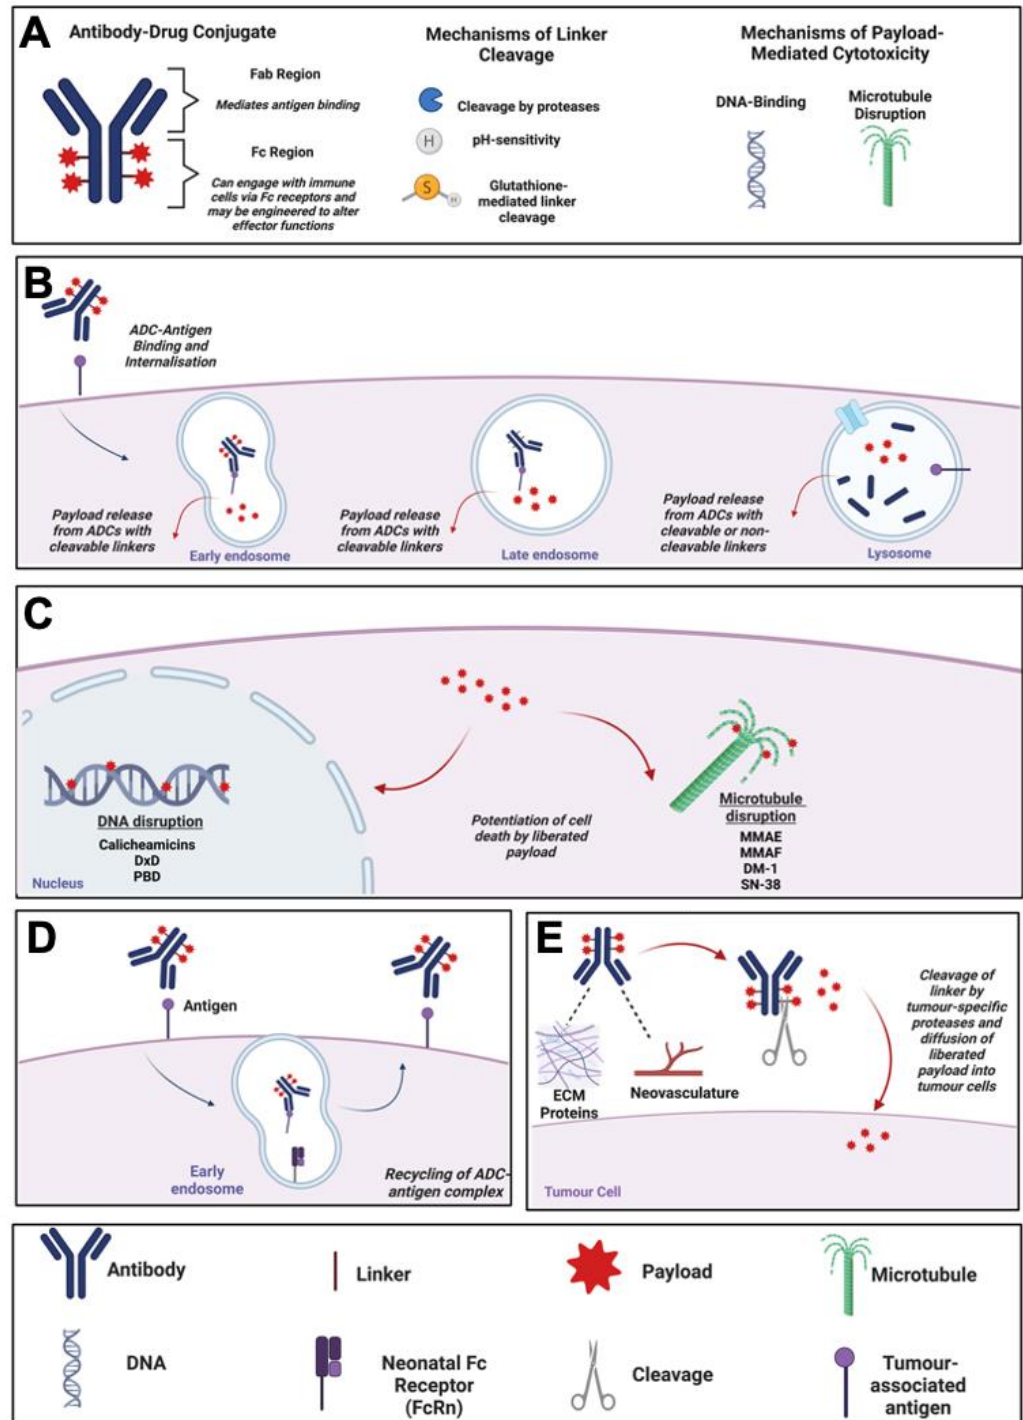 A
Antibody-Drug Conjugate
Fab Region
Mediates antigen binding
Fc Region
Can engage with immune
cells via Fc receptors and
may be engineered to alter
effector functions
Mechanisms of Linker
Cleavage
Cleavage by proteases
H
pH-sensitivity
S
H
Glutathione-
mediated linker
cleavage
Mechanisms of Payload-
Mediated Cytotoxicity
DNA-Binding
Microtubule
Disruption
B
ADC-Antigen
Binding and
Internalisation
Payload release
from ADCs with
cleavable linkers
Early endosome
Payload release
from ADCs with
cleavable linkers
Late endosome
Payload release
from ADCs with
cleavable or non-
cleavable linkers
Lysosome
C
DNA disruption
Calicheamicins
DxD
PBD
Nucleus
Potentiation of cell
death by liberated
payload
Microtubule
disruption
MMAE
MMAF
DM-1
SN-38
D
Antigen
Early
endosome
Recycling of ADC-
antigen complex
E
ECM
Proteins
Neovasculature
Cleavage of
linker by
tumour-specific
proteases and
diffusion of
liberated
payload into
tumour cells
Tumour Cell
Antibody
Linker
Payload
Microtubule
DNA
Neonatal Fc
Receptor
(FcRn)
Cleavage
Tumour-
associated
antigen